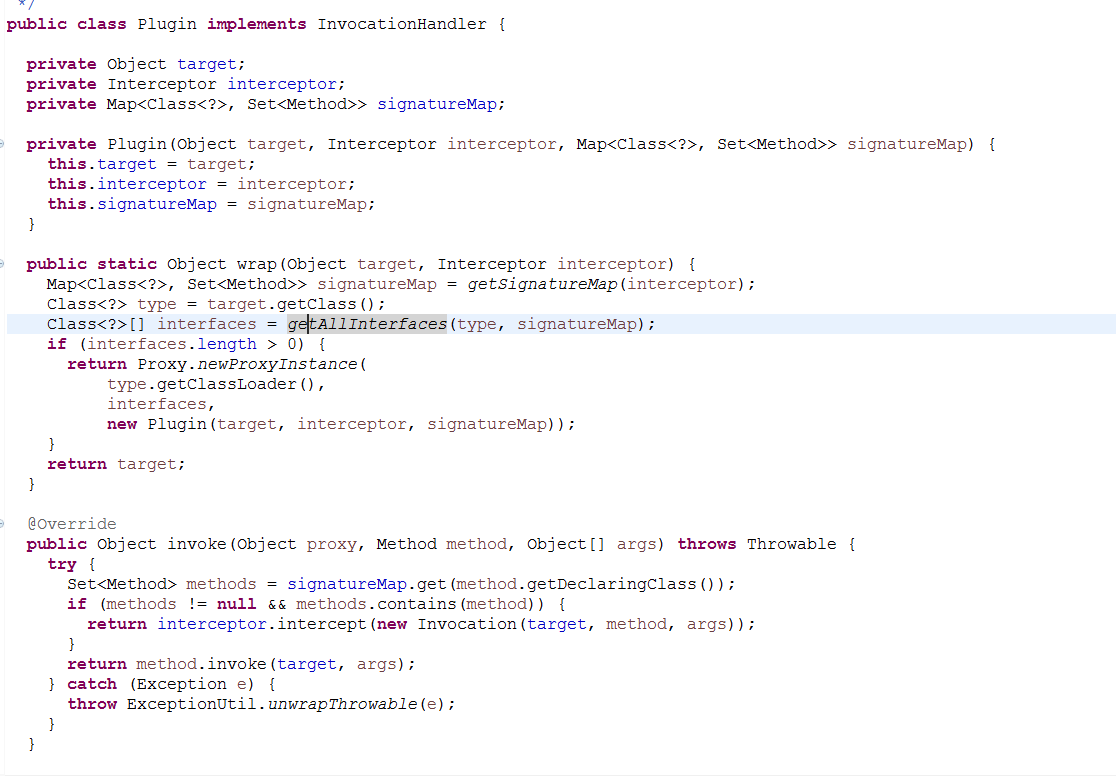 */
public class Plugin implements InvocationHandler {
private Object target;
private Interceptor interceptor;
private Map<Class<?>, Set<Method>> signatureMap;
private Plugin(Object target, Interceptor interceptor, Map<Class<?>, Set<Method>> signatureMap) {
this.target = target;
this.interceptor = interceptor;
this.signatureMap = signatureMap;
}
public static Object wrap(Object target, Interceptor interceptor) {
Map<Class<?>, Set<Method>> signatureMap = getSignatureMap(interceptor);
Class<?> type = target.getClass();
Class<?>[] interfaces = getAllInterfaces(type, signatureMap);
if (interfaces.length > 0) {
return Proxy.newProxyInstance(
type.getClassLoader(),
interfaces,
new Plugin(target, interceptor, signatureMap));
}
return target;
}
@Override
public Object invoke(Object proxy, Method method, Object[] args) throws Throwable {
try {
Set<Method> methods = signatureMap.get(method.getDeclaringClass());
if (methods != null && methods.contains(method)) {
return interceptor.intercept(new Invocation(target, method, args));
}
return method.invoke(target, args);
} catch (Exception e) {
throw ExceptionUtil.unwrapThrowable(e);
}
}